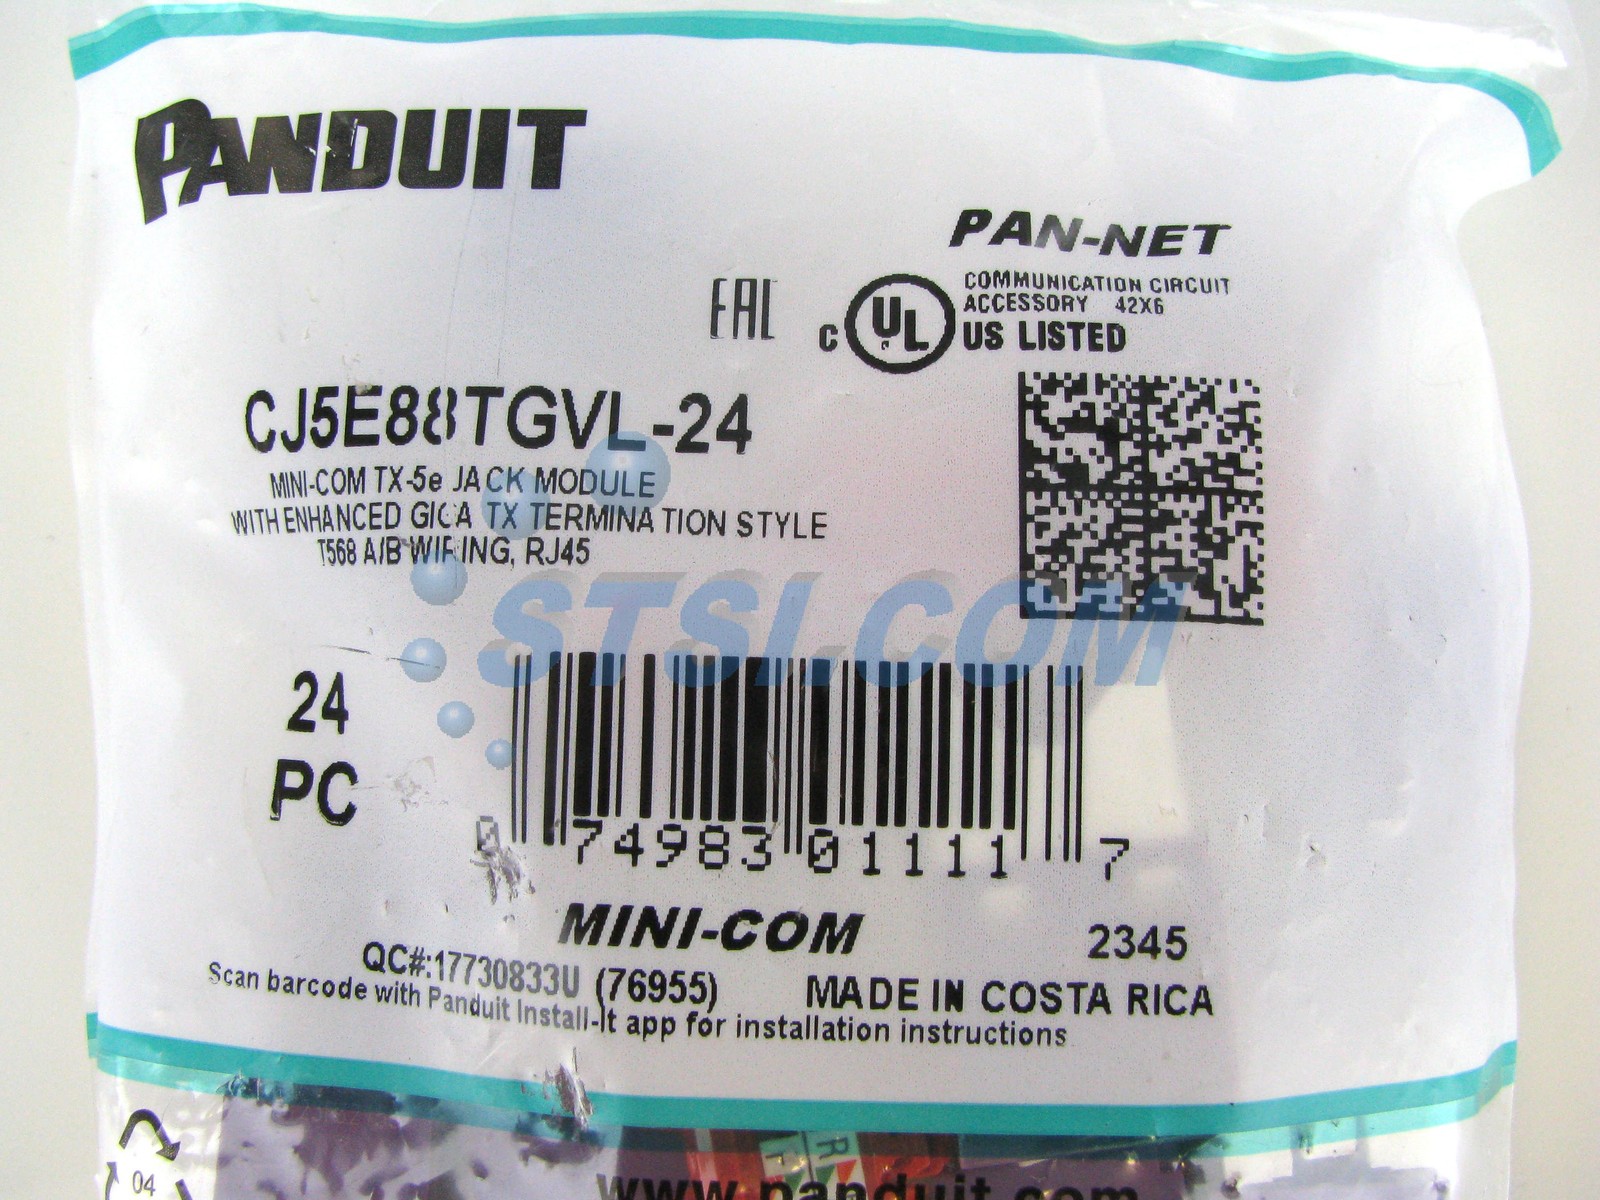 PANDUIT
PAN-NET
EAC
COMMUNICATION CIRCUIT
ACCESSORY 42X6
c UL US LISTED
CJ5E88TGVL-24
MINI-COM TX-5e JACK MODULE
WITH ENHANCED GIGA TX TERMINATION STYLE
T568 A/B WIRING, RJ45
STSI.COM
24
PC
0 74983 01111 7
MINI-COM
2345
QC#:17730833U (76955)
MADE IN COSTA RICA
Scan barcode with Panduit Install-It app for installation instructions
04
www.panduit.com